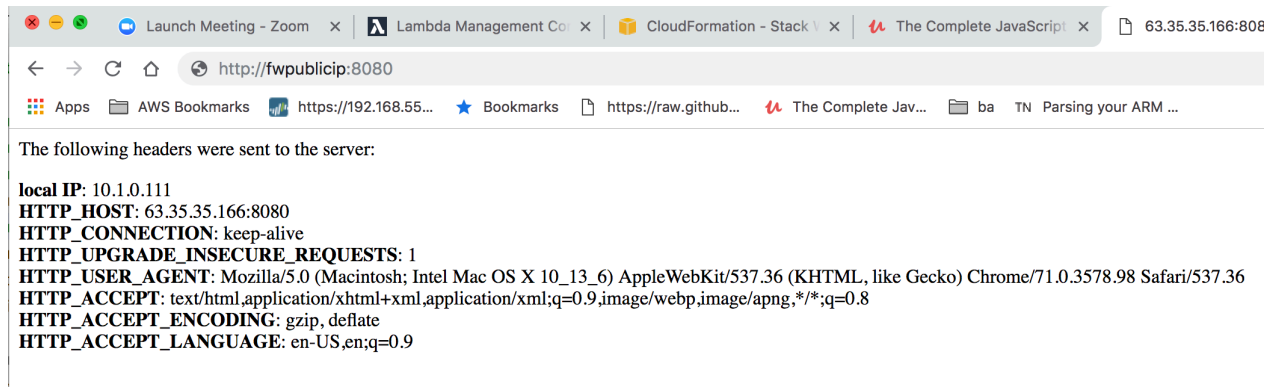 Launch Meeting - Zoom
Lambda Management Co
CloudFormation - Stack
The Complete JavaScript
63.35.35.166:808
http://fwpublicip:8080
Apps
AWS Bookmarks
https://192.168.55...
Bookmarks
https://raw.github...
The Complete Jav...
ba
TN Parsing your ARM ...
The following headers were sent to the server:
local IP: 10.1.0.111
HTTP_HOST: 63.35.35.166:8080
HTTP_CONNECTION: keep-alive
HTTP_UPGRADE_INSECURE_REQUESTS: 1
HTTP_USER_AGENT: Mozilla/5.0 (Macintosh; Intel Mac OS X 10_13_6) AppleWebKit/537.36 (KHTML, like Gecko) Chrome/71.0.3578.98 Safari/537.36
HTTP_ACCEPT: text/html,application/xhtml+xml,application/xml;q=0.9,image/webp,image/apng,*/*;q=0.8
HTTP_ACCEPT_ENCODING: gzip, deflate
HTTP_ACCEPT_LANGUAGE: en-US,en;q=0.9